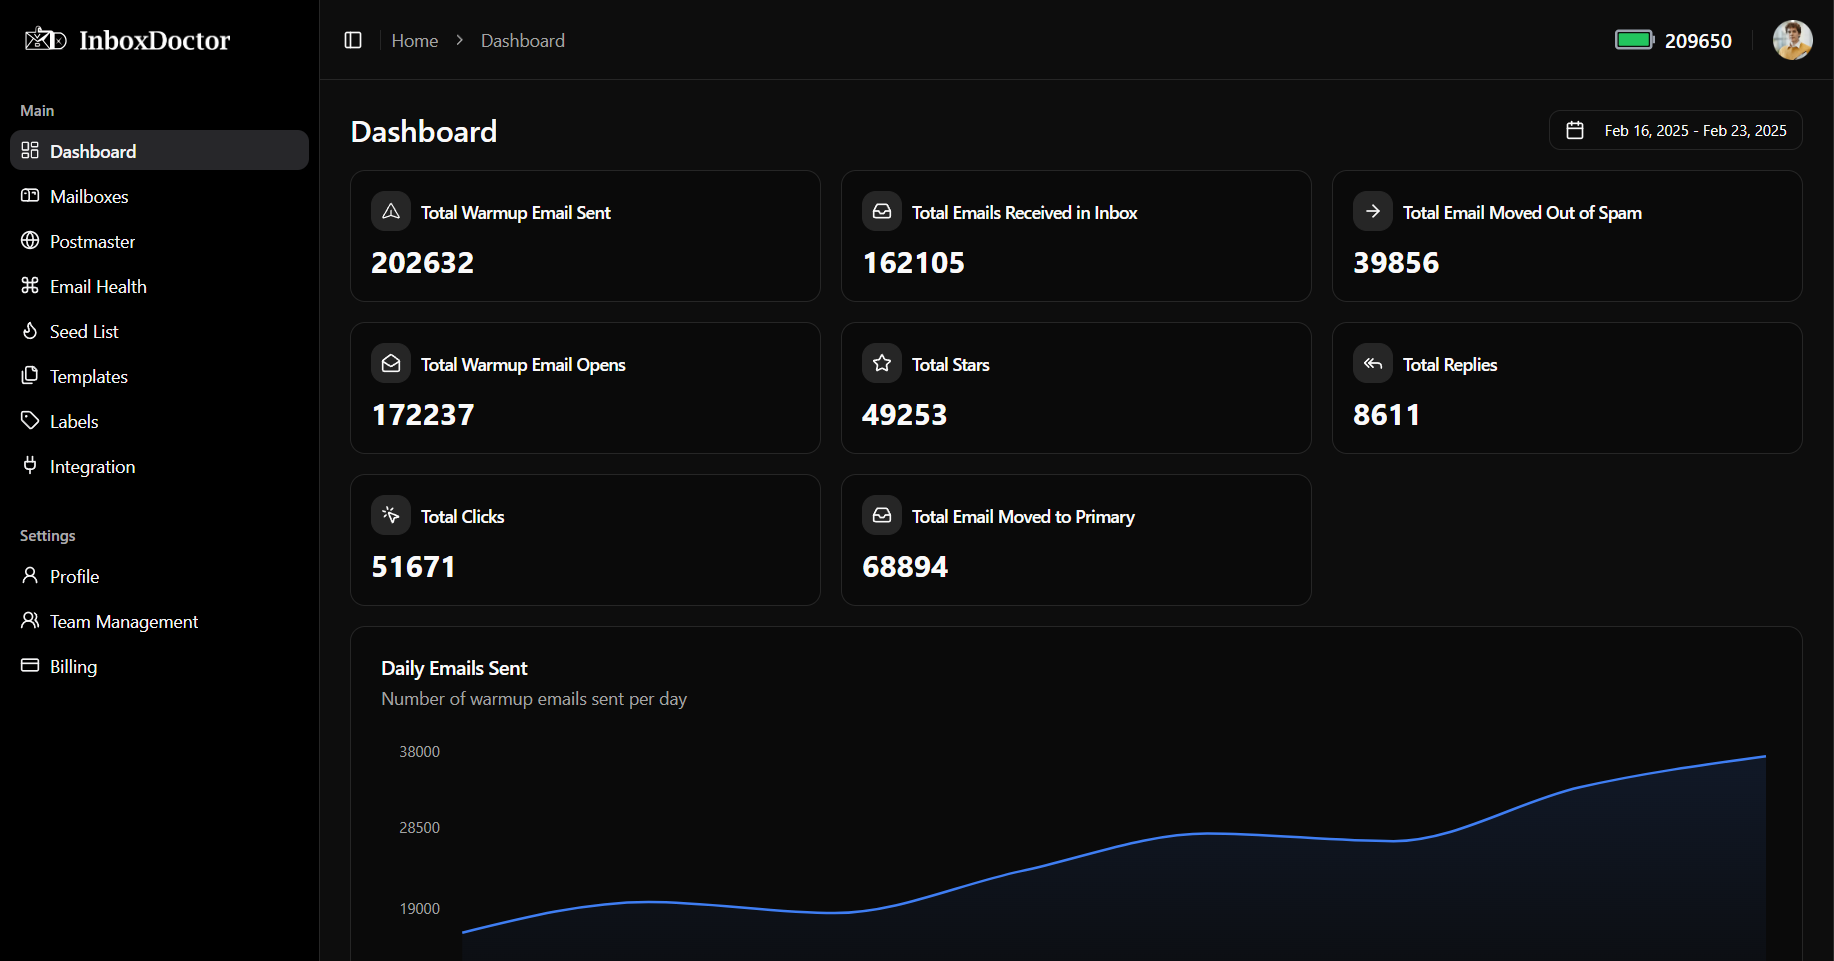 InboxDoctor
Home > Dashboard
209650
Main
Dashboard
Mailboxes
Postmaster
Email Health
Seed List
Templates
Labels
Integration
Settings
Profile
Team Management
Billing
Dashboard
Feb 16, 2025 - Feb 23, 2025
Total Warmup Email Sent
202632
Total Emails Received in Inbox
162105
Total Email Moved Out of Spam
39856
Total Warmup Email Opens
172237
Total Stars
49253
Total Replies
8611
Total Clicks
51671
Total Email Moved to Primary
68894
Daily Emails Sent
Number of warmup emails sent per day
38000
28500
19000